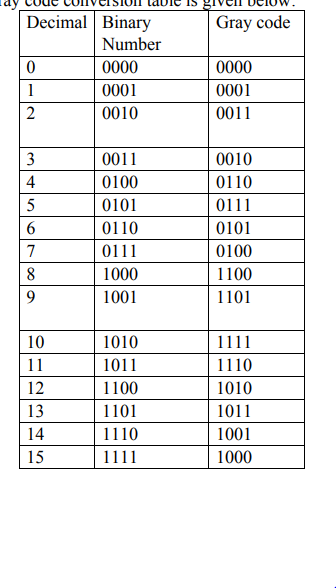 ray code conversion table is given below.
Decimal Binary Number Gray code
0 0000 0000
1 0001 0001
2 0010 0011
3 0011 0010
4 0100 0110
5 0101 0111
6 0110 0101
7 0111 0100
8 1000 1100
9 1001 1101
10 1010 1111
11 1011 1110
12 1100 1010
13 1101 1011
14 1110 1001
15 1111 1000